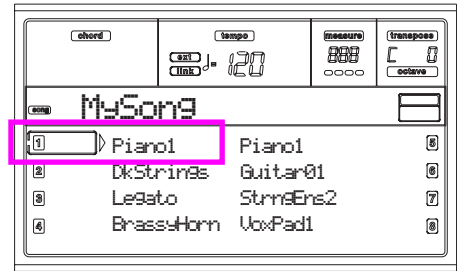 chord tempo measure transpose
ext link ♩= 120 888 C 0
octave
song MySong
1 Piano1 Piano1 5
2 DkStrings Guitar01 6
3 Legato StrngEns2 7
4 BrassyHorn VoxPad1 8